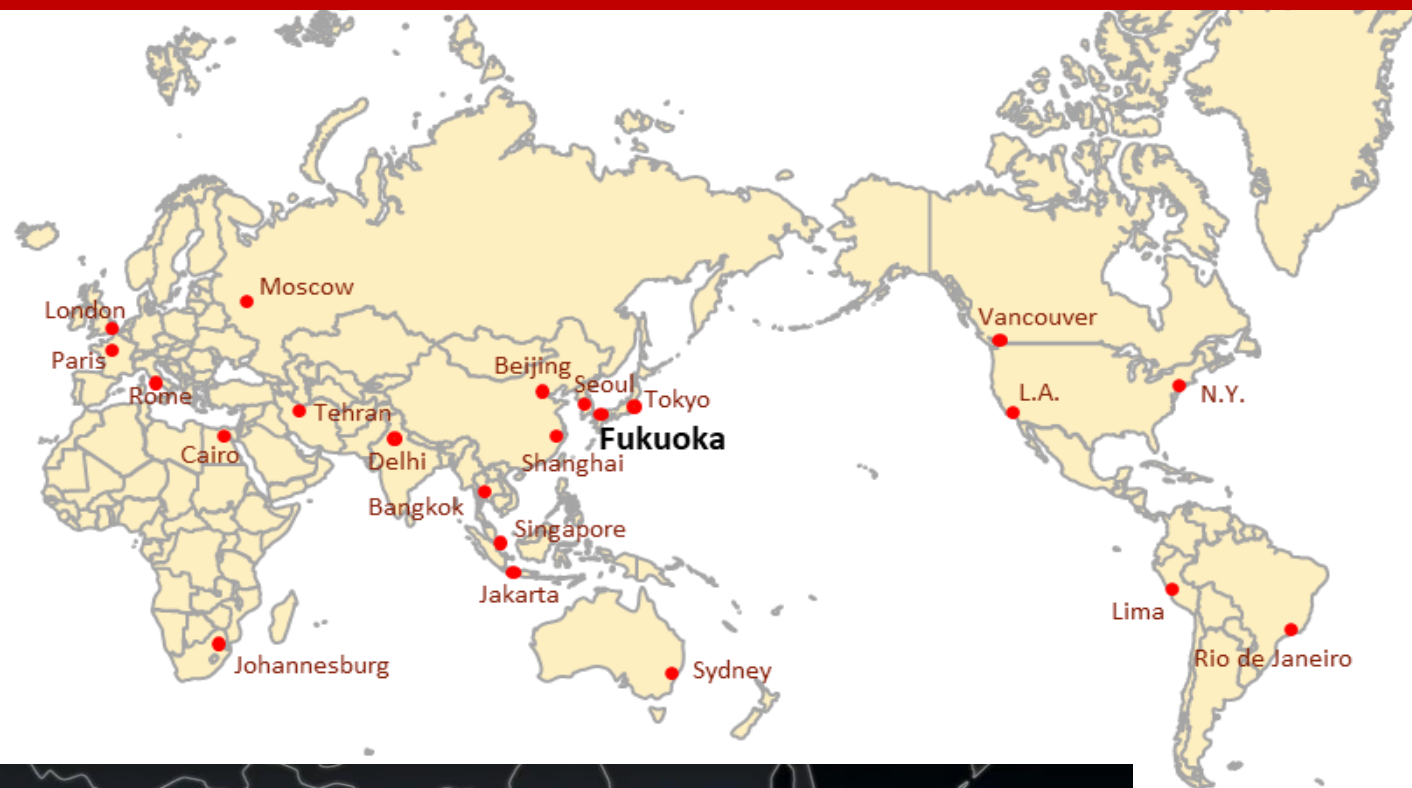 Moscow
London
Vancouver
Paris
Beijing
Seoul
Rome
Tehran
Tokyo
L.A.
N.Y.
Fukuoka
Cairo
Delhi
Shanghai
Bangkok
Singapore
Jakarta
Lima
Johannesburg
Sydney
Rio de Janeiro